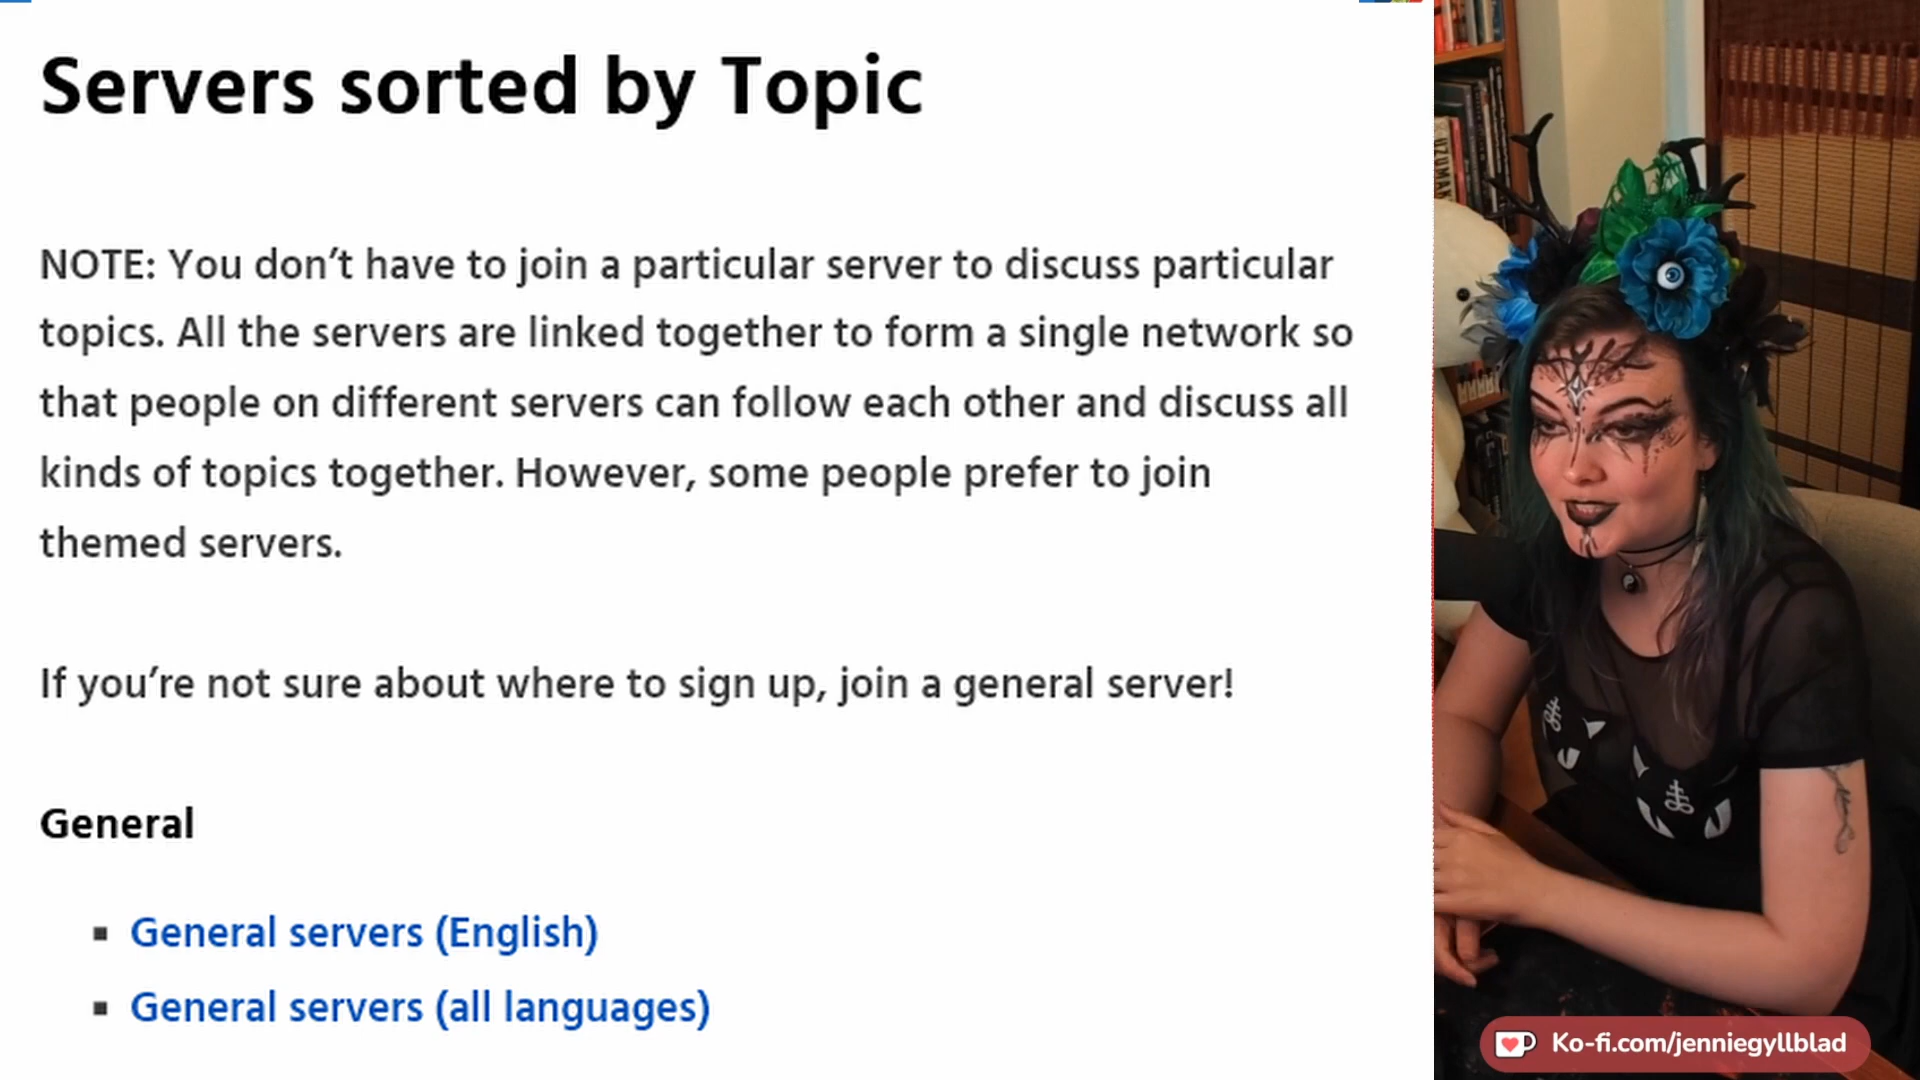 Servers sorted by Topic
NOTE: You don’t have to join a particular server to discuss particular
topics. All the servers are linked together to form a single network so
that people on different servers can follow each other and discuss all
kinds of topics together. However, some people prefer to join
themed servers.
If you’re not sure about where to sign up, join a general server!
General
General servers (English)
General servers (all languages)
UZUMAK
Ko-fi.com/jenniegyllblad